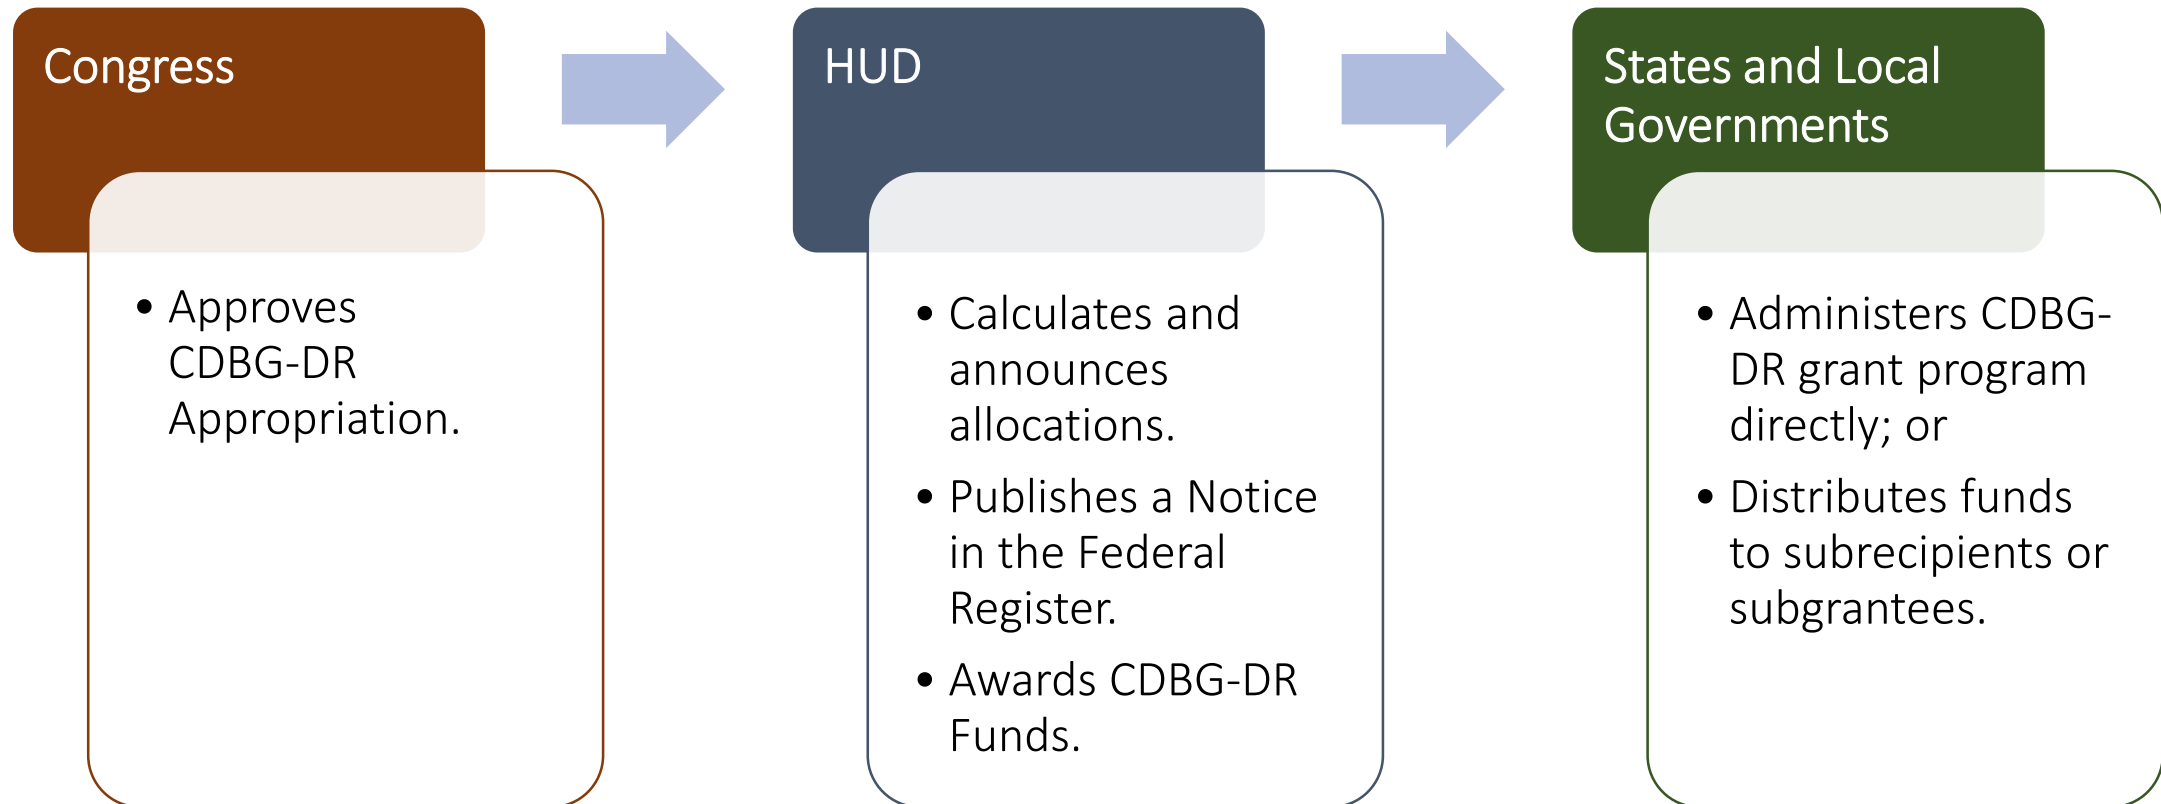 Congress
• Approves
CDBG-DR
Appropriation.
HUD
• Calculates and
announces
allocations.
• Publishes a Notice
in the Federal
Register.
• Awards CDBG-DR
Funds.
States and Local
Governments
• Administers CDBG-
DR grant program
directly; or
• Distributes funds
to subrecipients or
subgrantees.